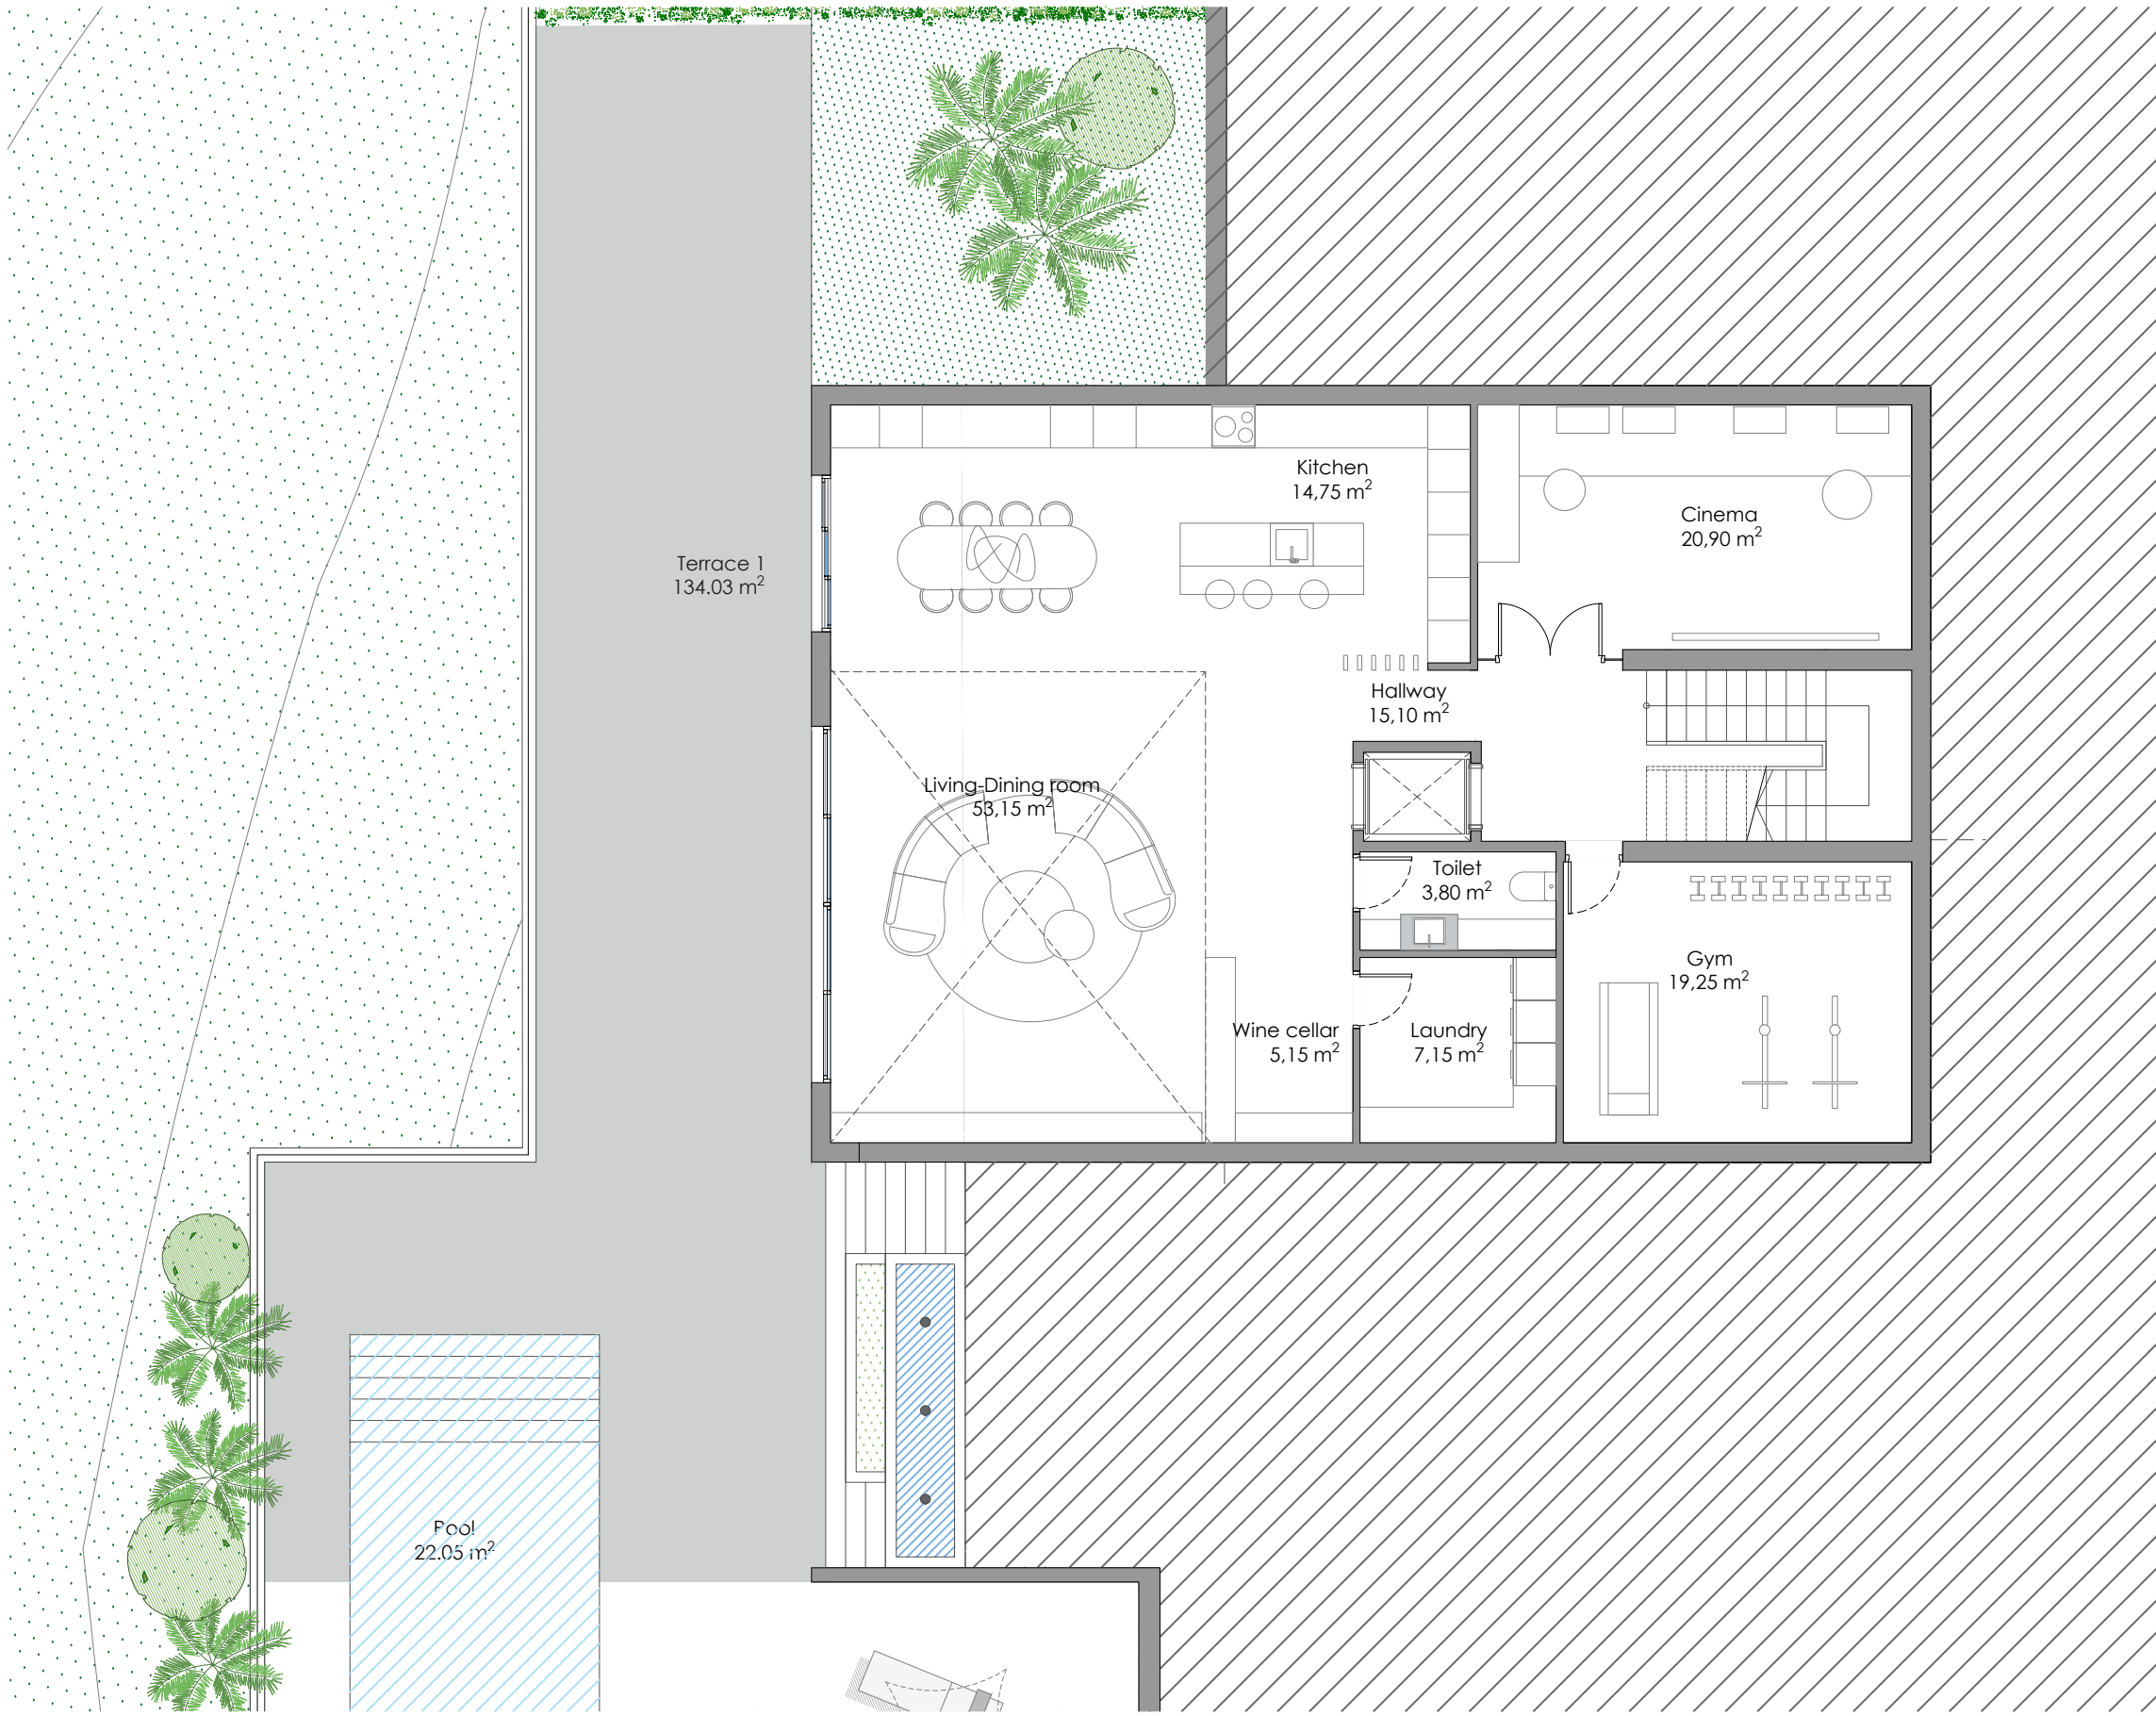 Kitchen
14,75 m²
Cinema
20,90 m²
Terrace 1
134.03 m²
Hallway
15,10 m²
Living-Dining room
53,15 m²
Toilet
3,80 m²
Gym
19,25 m²
Wine cellar
5,15 m²
Laundry
7,15 m²
Pool
22.05 m²